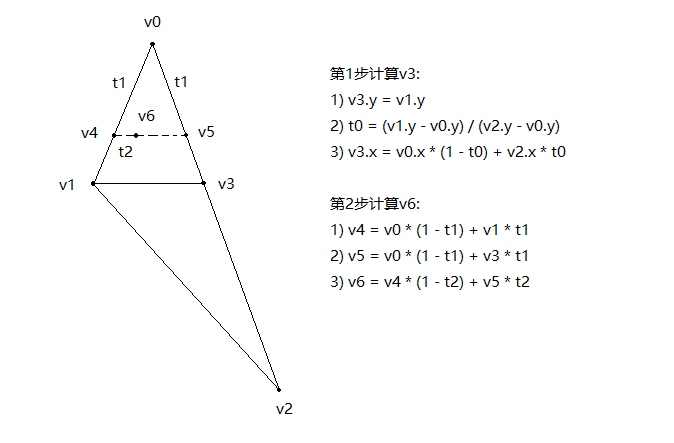 v0
t1
t1
v6
v4
v5
t2
v1
v3
v2
第1步计算v3:
1) v3.y = v1.y
2) t0 = (v1.y - v0.y) / (v2.y - v0.y)
3) v3.x = v0.x * (1 - t0) + v2.x * t0
第2步计算v6:
1) v4 = v0 * (1 - t1) + v1 * t1
2) v5 = v0 * (1 - t1) + v3 * t1
3) v6 = v4 * (1 - t2) + v5 * t2